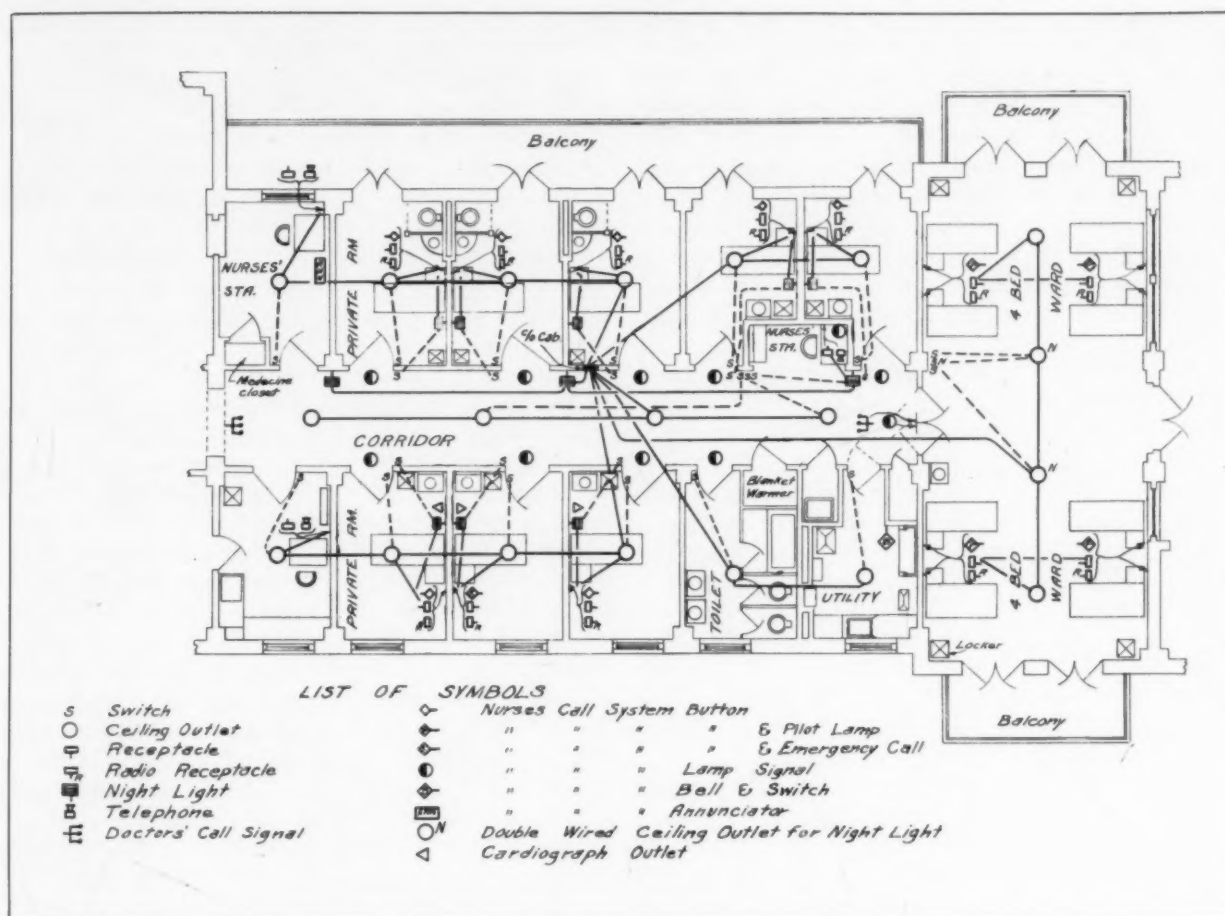 Balcony
Balcony
NURSES'
STA.
PRIVATE RM
C/o Cab.
NURSES
STA.
4 BED WARD
Medecine
closet
CORRIDOR
Blanket
Warmer
PRIVATE RM.
TOILET
UTILITY
4 BED WARD
Locker
Balcony
LIST OF SYMBOLS
S Switch
Ceiling Outlet
Receptacle
R Radio Receptacle
Night Light
Telephone
Doctors' Call Signal
Nurses Call System Button
" " " " & Pilot Lamp
" " " " & Emergency Call
" " " Lamp Signal
" " " Bell & Switch
" " " Annunciator
N Double Wired Ceiling Outlet for Night Light
Cardiograph Outlet